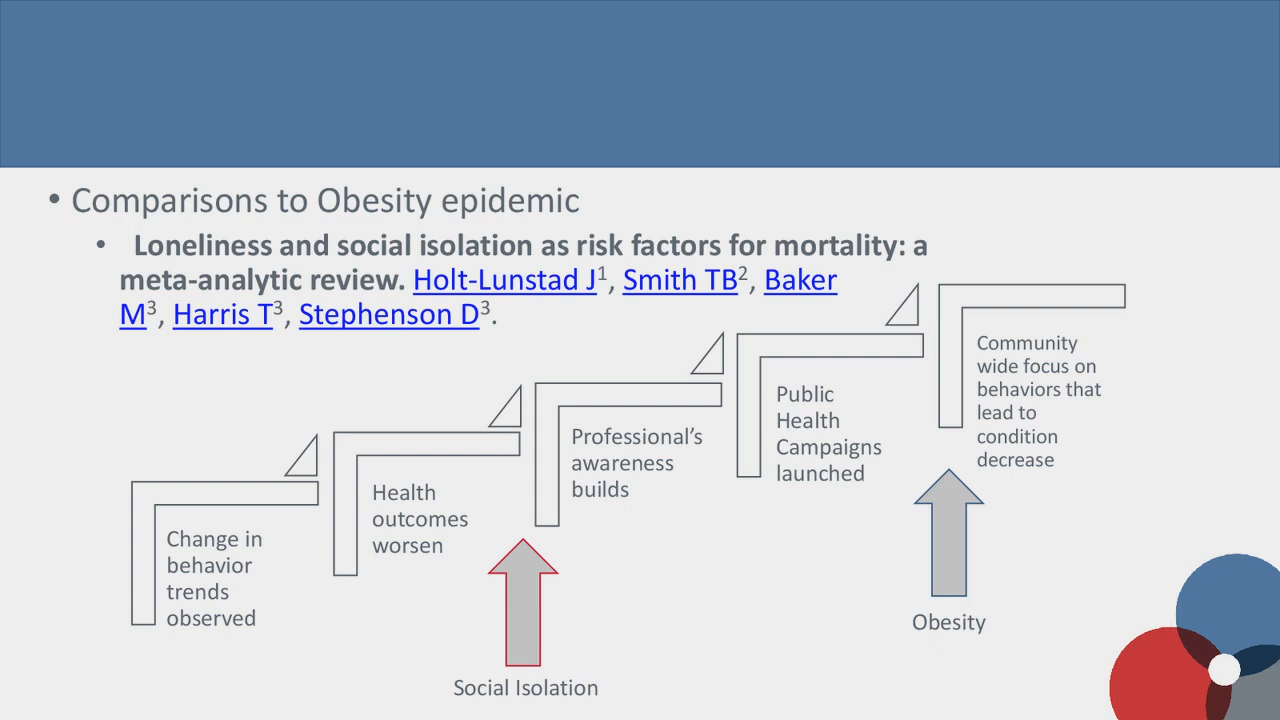 • Comparisons to Obesity epidemic
• Loneliness and social isolation as risk factors for mortality: a
meta-analytic review. Holt-Lunstad J1, Smith TB2, Baker
M3, Harris T3, Stephenson D3.
Change in
behavior
trends
observed
Health
outcomes
worsen
Professional’s
awareness
builds
Public
Health
Campaigns
launched
Community
wide focus on
behaviors that
lead to
condition
decrease
Social Isolation
Obesity